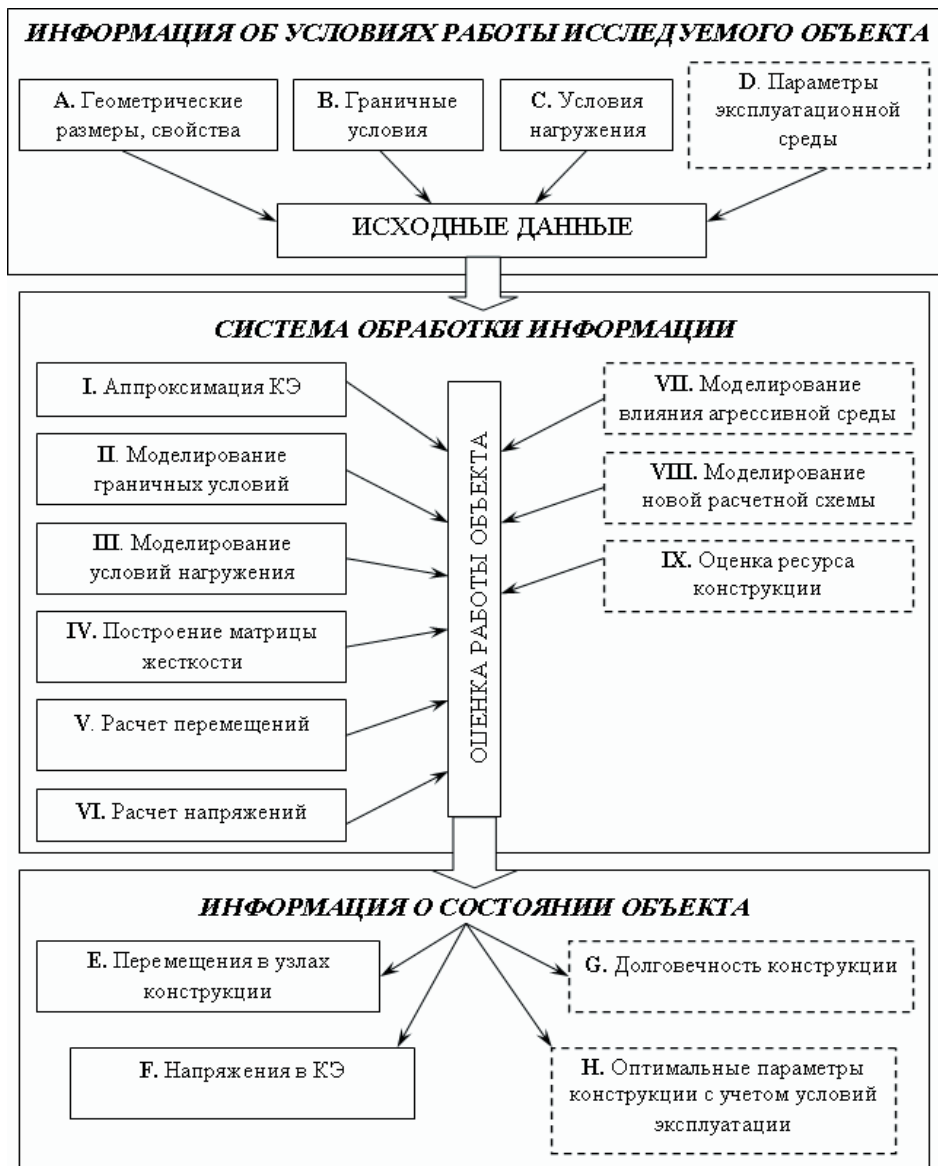 ИНФОРМАЦИЯ ОБ УСЛОВИЯХ РАБОТЫ ИССЛЕДУЕМОГО ОБЪЕКТА
A. Геометрические
размеры, свойства
B. Граничные
условия
C. Условия
нагружения
D. Параметры
эксплуатационной
среды
ИСХОДНЫЕ ДАННЫЕ
СИСТЕМА ОБРАБОТКИ ИНФОРМАЦИИ
I. Аппроксимация КЭ
II. Моделирование
граничных условий
III. Моделирование
условий нагружения
IV. Построение матрицы
жесткости
V. Расчет перемещений
VI. Расчет напряжений
ОЦЕНКА РАБОТЫ ОБЪЕКТА
VII. Моделирование
влияния агрессивной среды
VIII. Моделирование
новой расчетной схемы
IX. Оценка ресурса
конструкции
ИНФОРМАЦИЯ О СОСТОЯНИИ ОБЪЕКТА
E. Перемещения в узлах
конструкции
F. Напряжения в КЭ
G. Долговечность конструкции
H. Оптимальные параметры
конструкции с учетом условий
эксплуатации